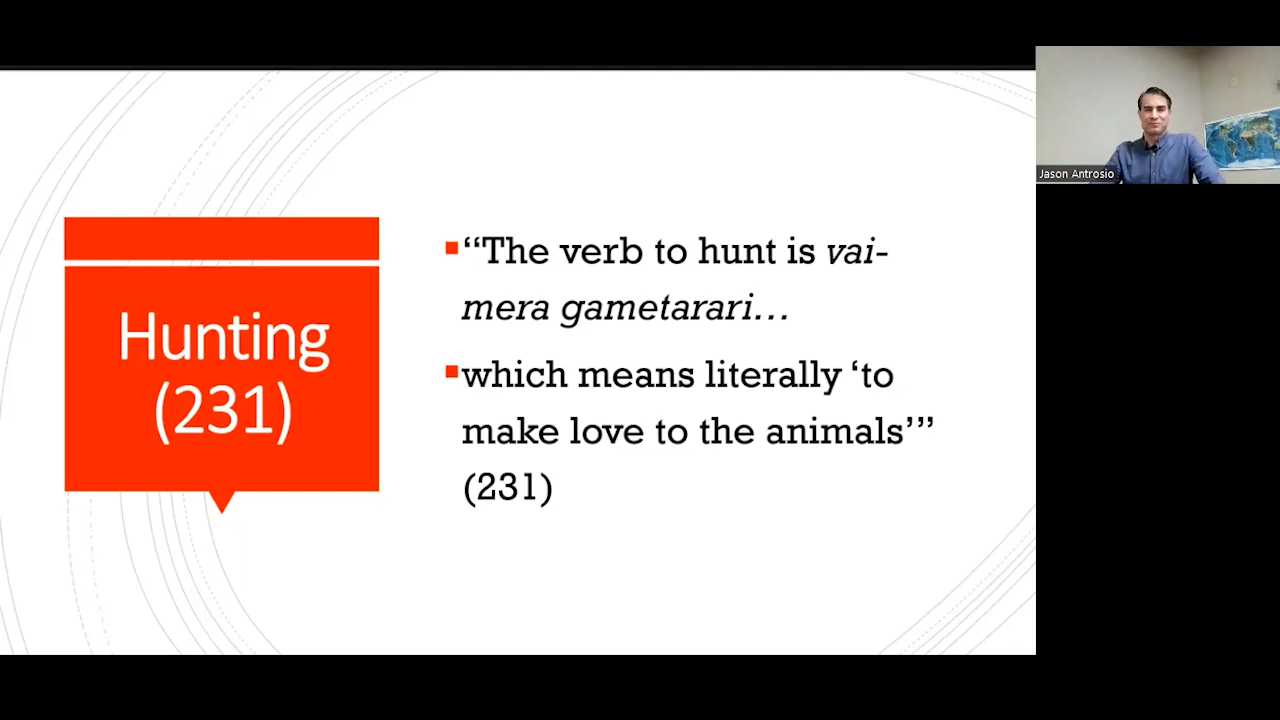 Hunting
(231)
▪“The verb to hunt is vai-
mera gametarari…
▪which means literally ‘to
make love to the animals’”
(231)
Jason Antrosio